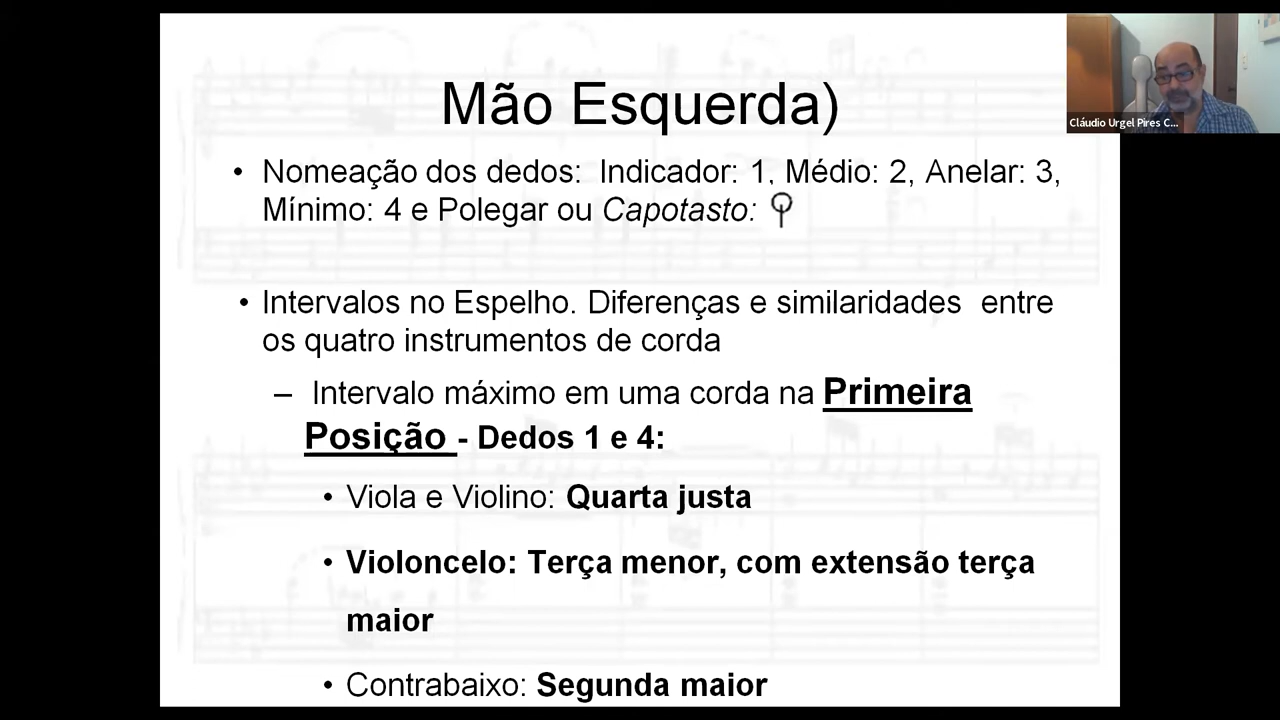 Mão Esquerda)
Cláudio Urgel Pires C...
• Nomeação dos dedos: Indicador: 1, Médio: 2, Anelar: 3,
Mínimo: 4 e Polegar ou Capotasto:
• Intervalos no Espelho. Diferenças e similaridades entre
os quatro instrumentos de corda
– Intervalo máximo em uma corda na Primeira
Posição - Dedos 1 e 4:
• Viola e Violino: Quarta justa
• Violoncelo: Terça menor, com extensão terça
maior
• Contrabaixo: Segunda maior